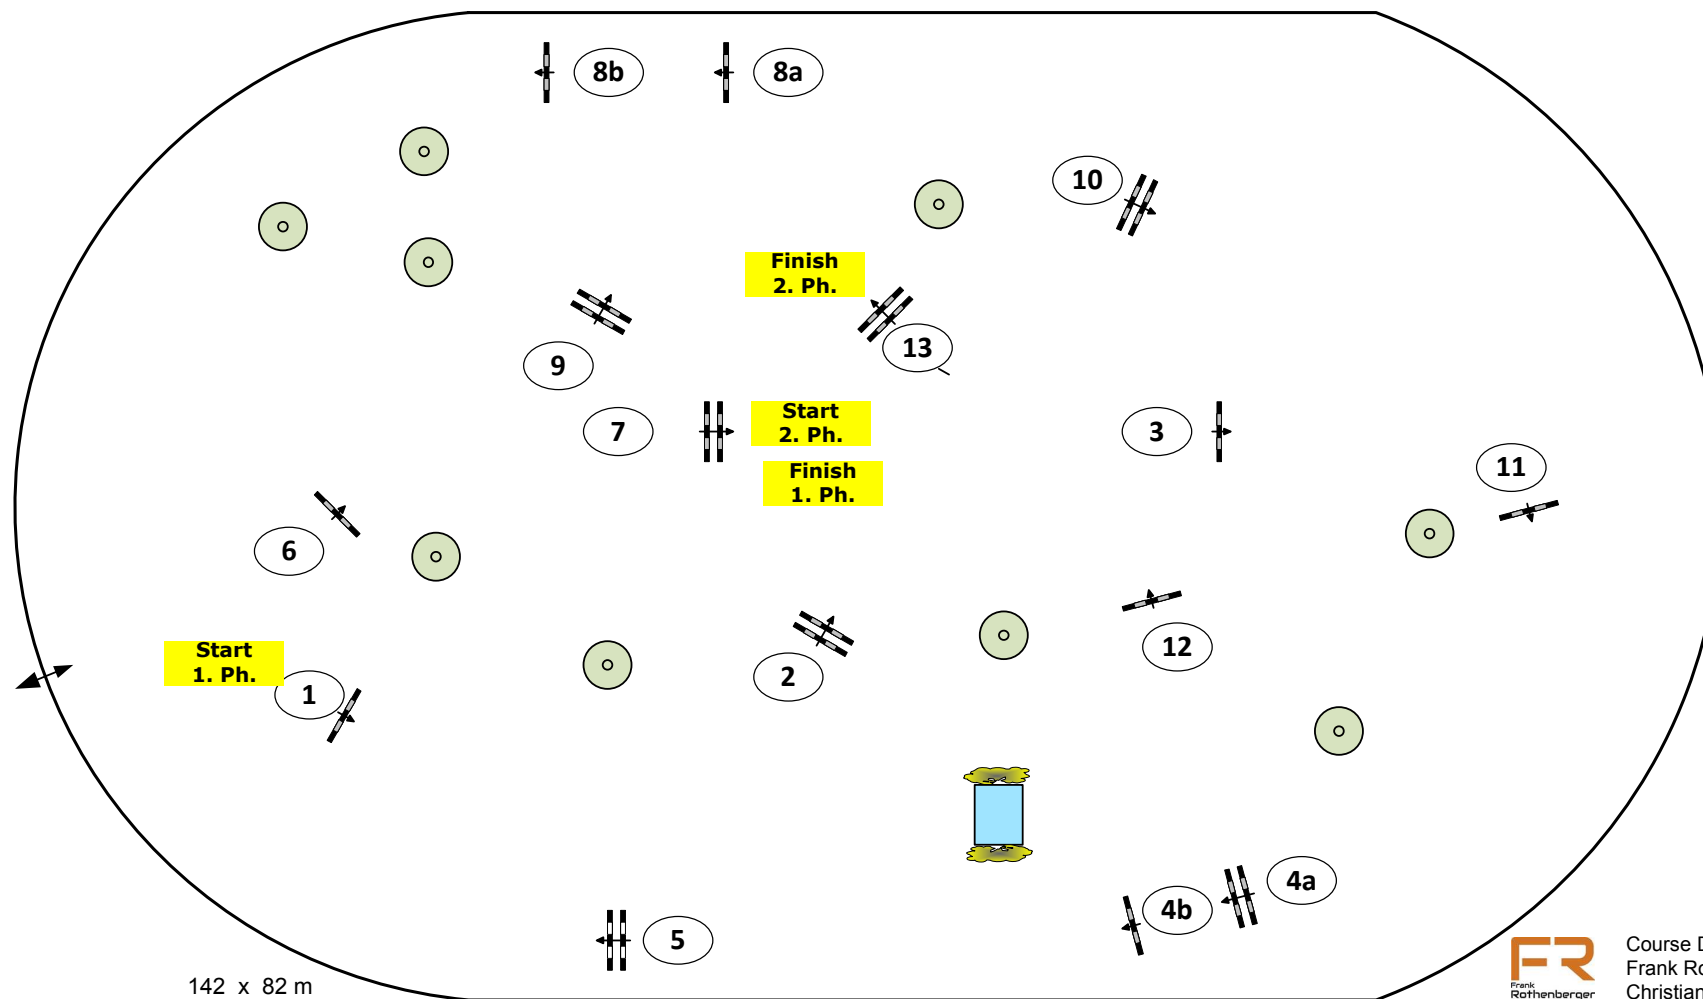 8b
8a
10
Finish
2. Ph.
13
9
7
Start
2. Ph.
3
Finish
1. Ph.
11
6
12
Start
1. Ph.
1
2
4a
4b
5
142 x 82 m
FR
Frank
Rothenberger
Course D
Frank Ro
Christian